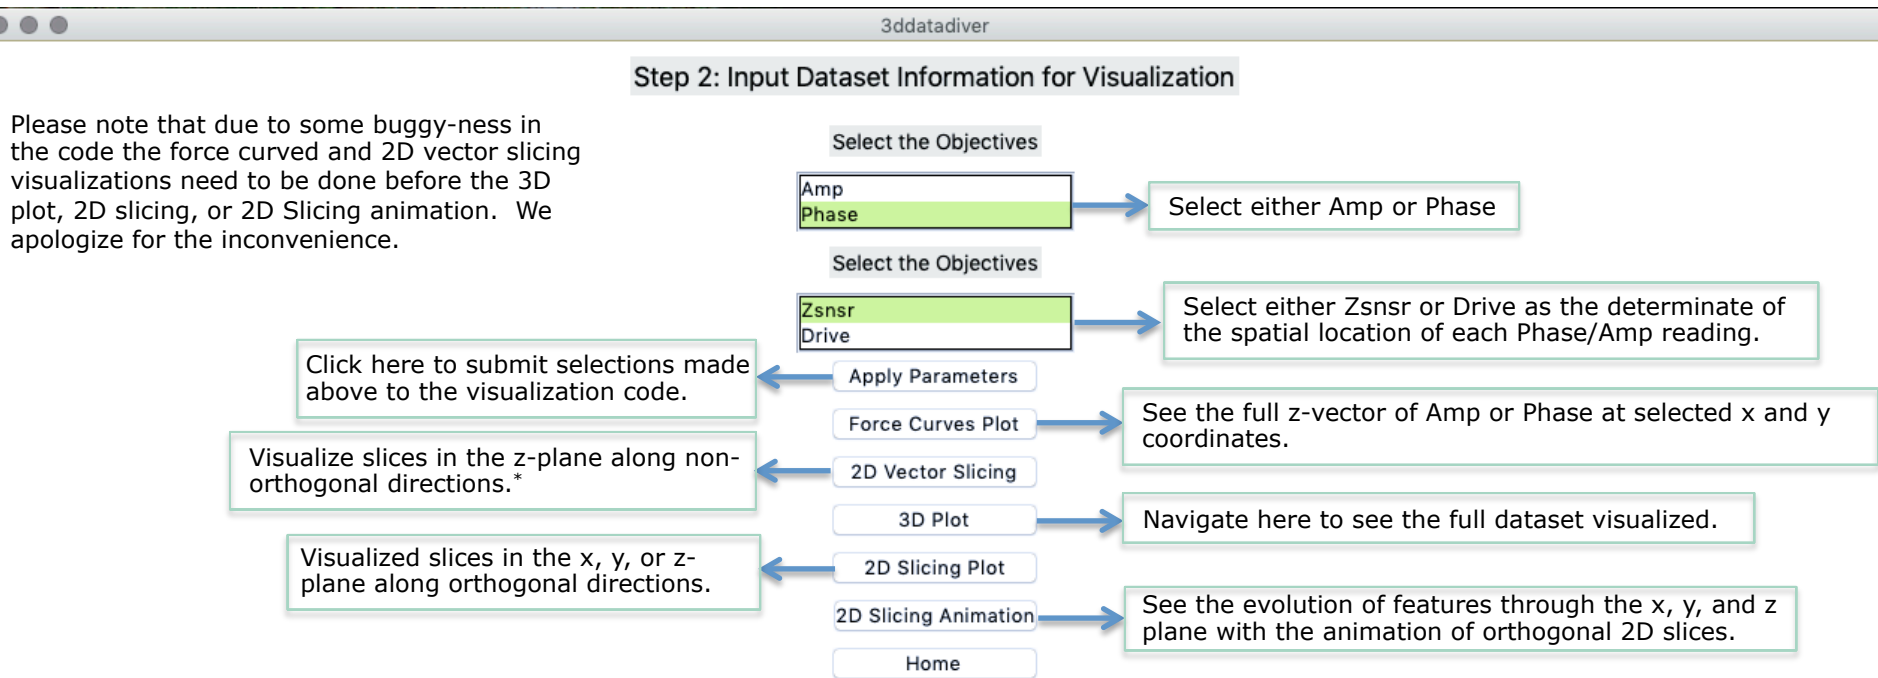 3ddatadiver
Step 2: Input Dataset Information for Visualization
Please note that due to some buggy-ness in
the code the force curved and 2D vector slicing
visualizations need to be done before the 3D
plot, 2D slicing, or 2D Slicing animation. We
apologize for the inconvenience.
Select the Objectives
Amp
Phase
Select either Amp or Phase
Select the Objectives
Zsnsr
Drive
Select either Zsnsr or Drive as the determinate of
the spatial location of each Phase/Amp reading.
Click here to submit selections made
above to the visualization code.
Apply Parameters
Force Curves Plot
See the full z-vector of Amp or Phase at selected x and y
coordinates.
Visualize slices in the z-plane along non-
orthogonal directions.*
2D Vector Slicing
3D Plot
Navigate here to see the full dataset visualized.
Visualized slices in the x, y, or z-
plane along orthogonal directions.
2D Slicing Plot
2D Slicing Animation
See the evolution of features through the x, y, and z
plane with the animation of orthogonal 2D slices.
Home